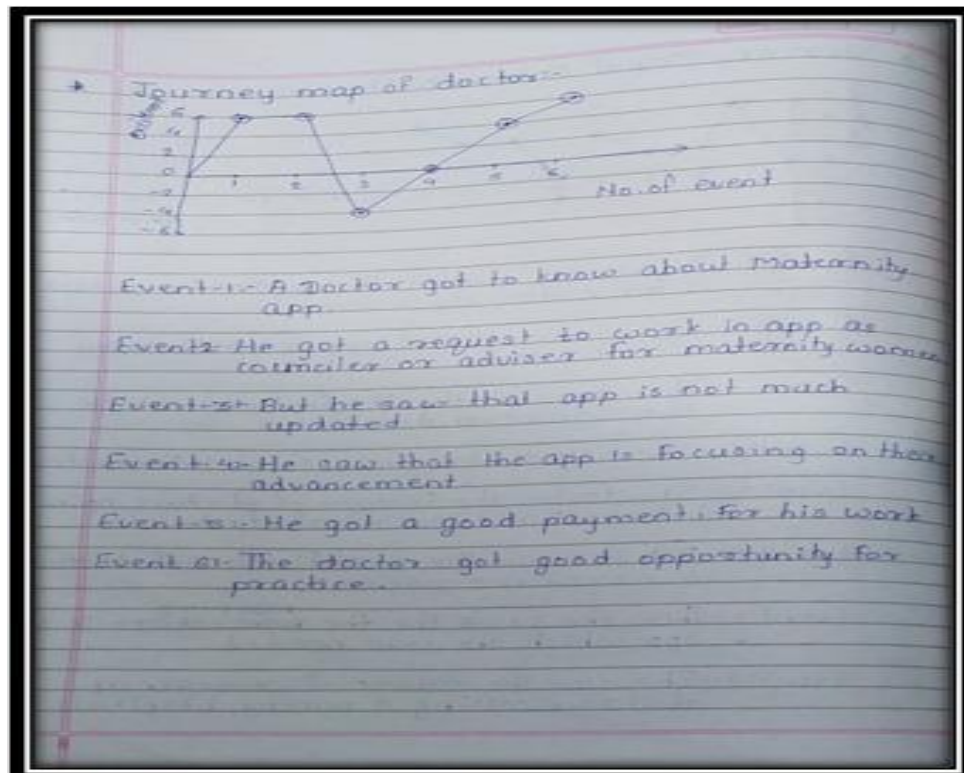 Journey map of doctor:-
6
4
2
0
-2
-4
-6
1 2 3 4 5 6
No. of event
Event-1:- A Doctor got to know about Maternity
app.
Event2 He got a request to work in app as
counciler or adviser for maternity women
Event-3:- But he saw that app is not much
updated
Event-4:- He saw that the app is focusing on their
advancement
Event-5:- He got a good payment for his work
Event 6:- The doctor got good opportunity for
practice.